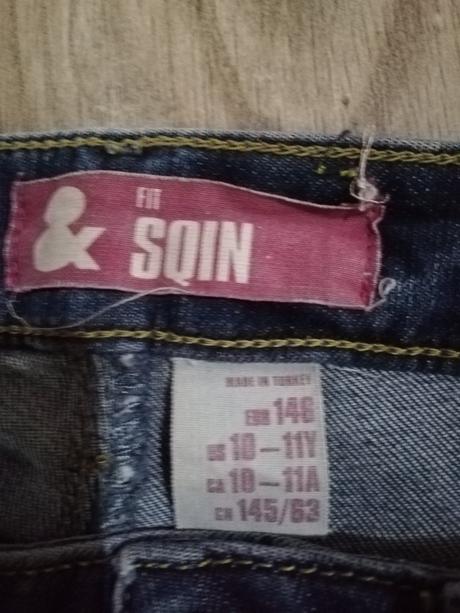 &
FIT
SQIN
MADE IN TURKEY
EUR 146
US 10–11Y
CA 10–11A
CN 145/63